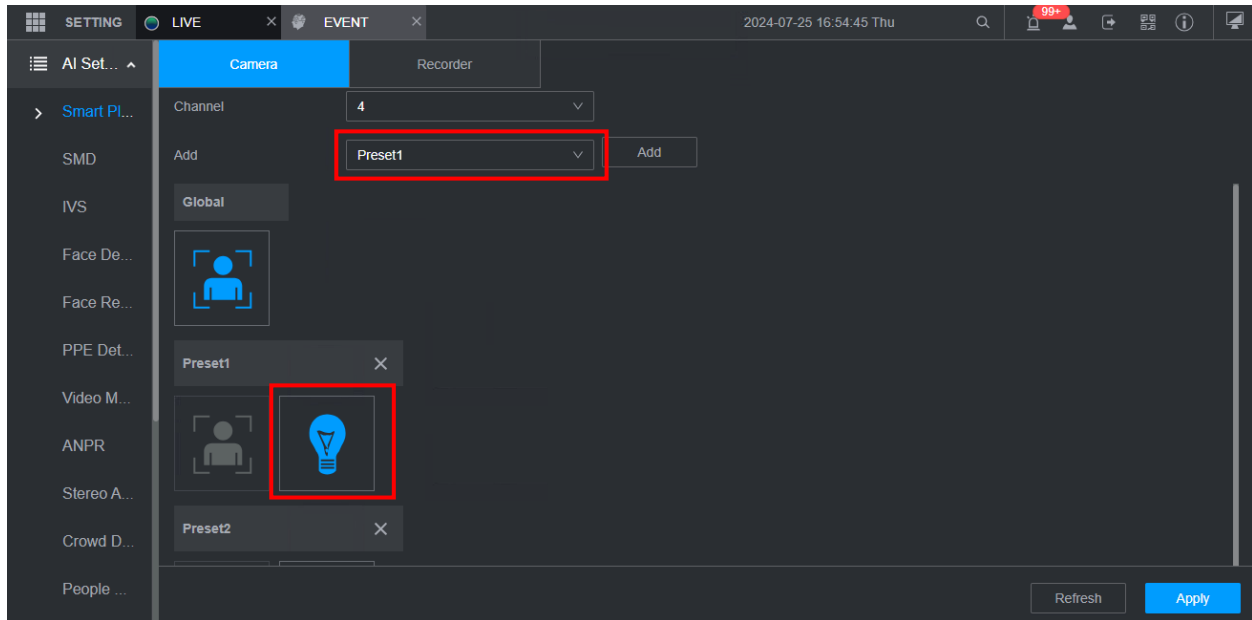 SETTING LIVE EVENT 2024-07-25 16:54:45 Thu 99+
AI Set... Camera Recorder
Smart Pl... Channel 4
SMD Add Preset1 Add
IVS Global
Face De...
Face Re...
PPE Det... Preset1
Video M...
ANPR
Stereo A...
Crowd D... Preset2
People ... Refresh Apply